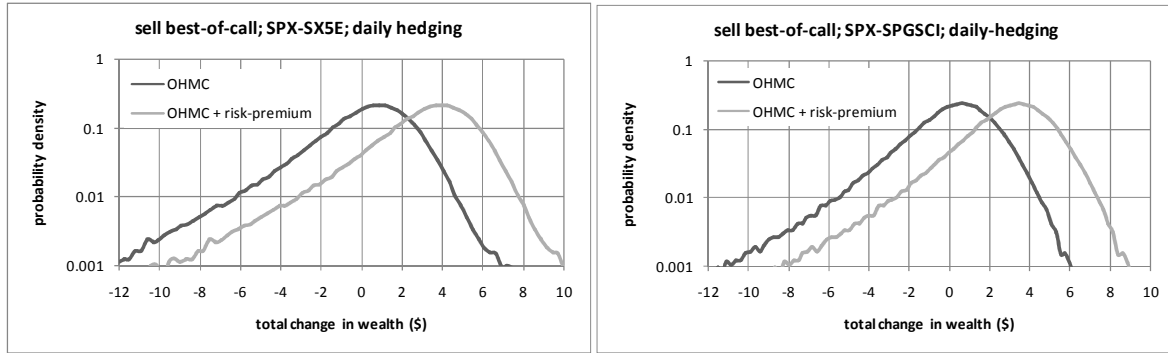 sell best-of-call; SPX-SX5E; daily hedging
1
OHMC
OHMC + risk-premium
0.1
0.01
0.001
probability density
-12 -10 -8 -6 -4 -2 0 2 4 6 8 10
total change in wealth ($)
sell best-of-call; SPX-SPGSCI; daily-hedging
1
OHMC
OHMC + risk-premium
0.1
0.01
0.001
probability density
-12 -10 -8 -6 -4 -2 0 2 4 6 8 10
total change in wealth ($)